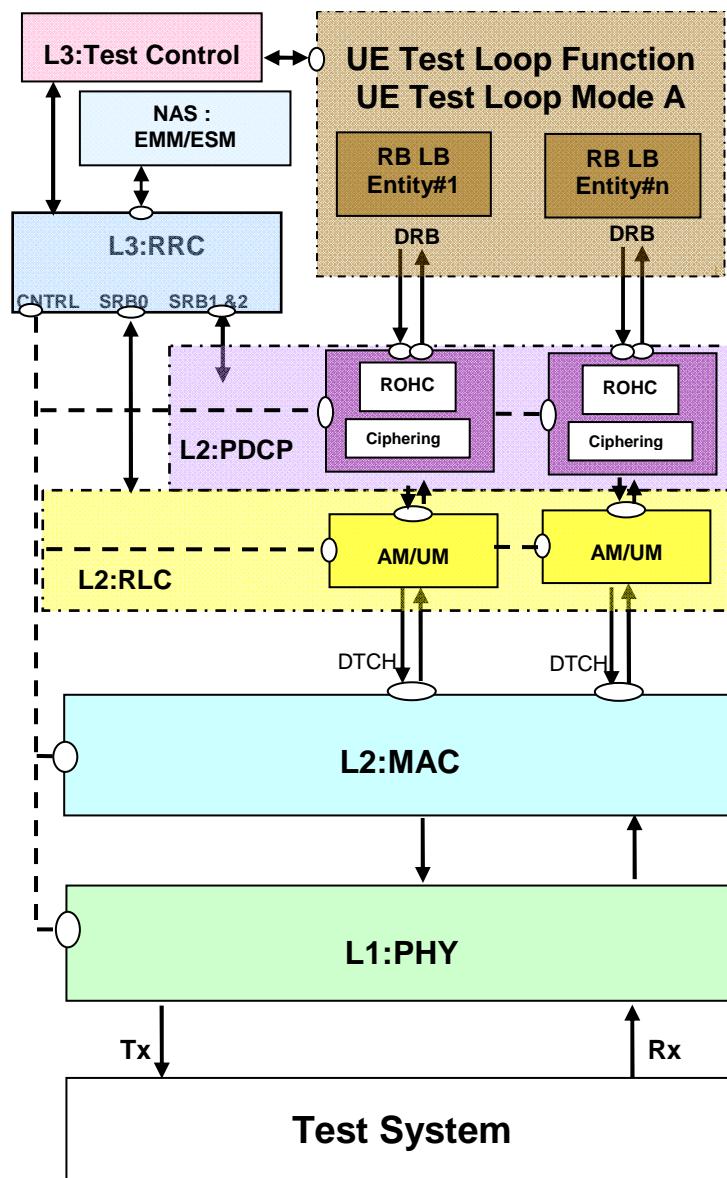 L3:Test Control
UE Test Loop Function
UE Test Loop Mode A
NAS :
EMM/ESM
RB LB
Entity#1
RB LB
Entity#n
DRB
DRB
L3:RRC
CNTRL SRB0 SRB1 &2
ROHC
Ciphering
ROHC
Ciphering
L2:PDCP
AM/UM
AM/UM
L2:RLC
DTCH
DTCH
L2:MAC
L1:PHY
Tx
Rx
Test System